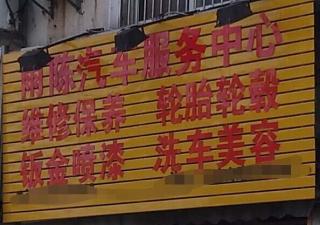 雨陈汽车服务中心
维修保养 轮胎轮毂
钣金喷漆 洗车美容